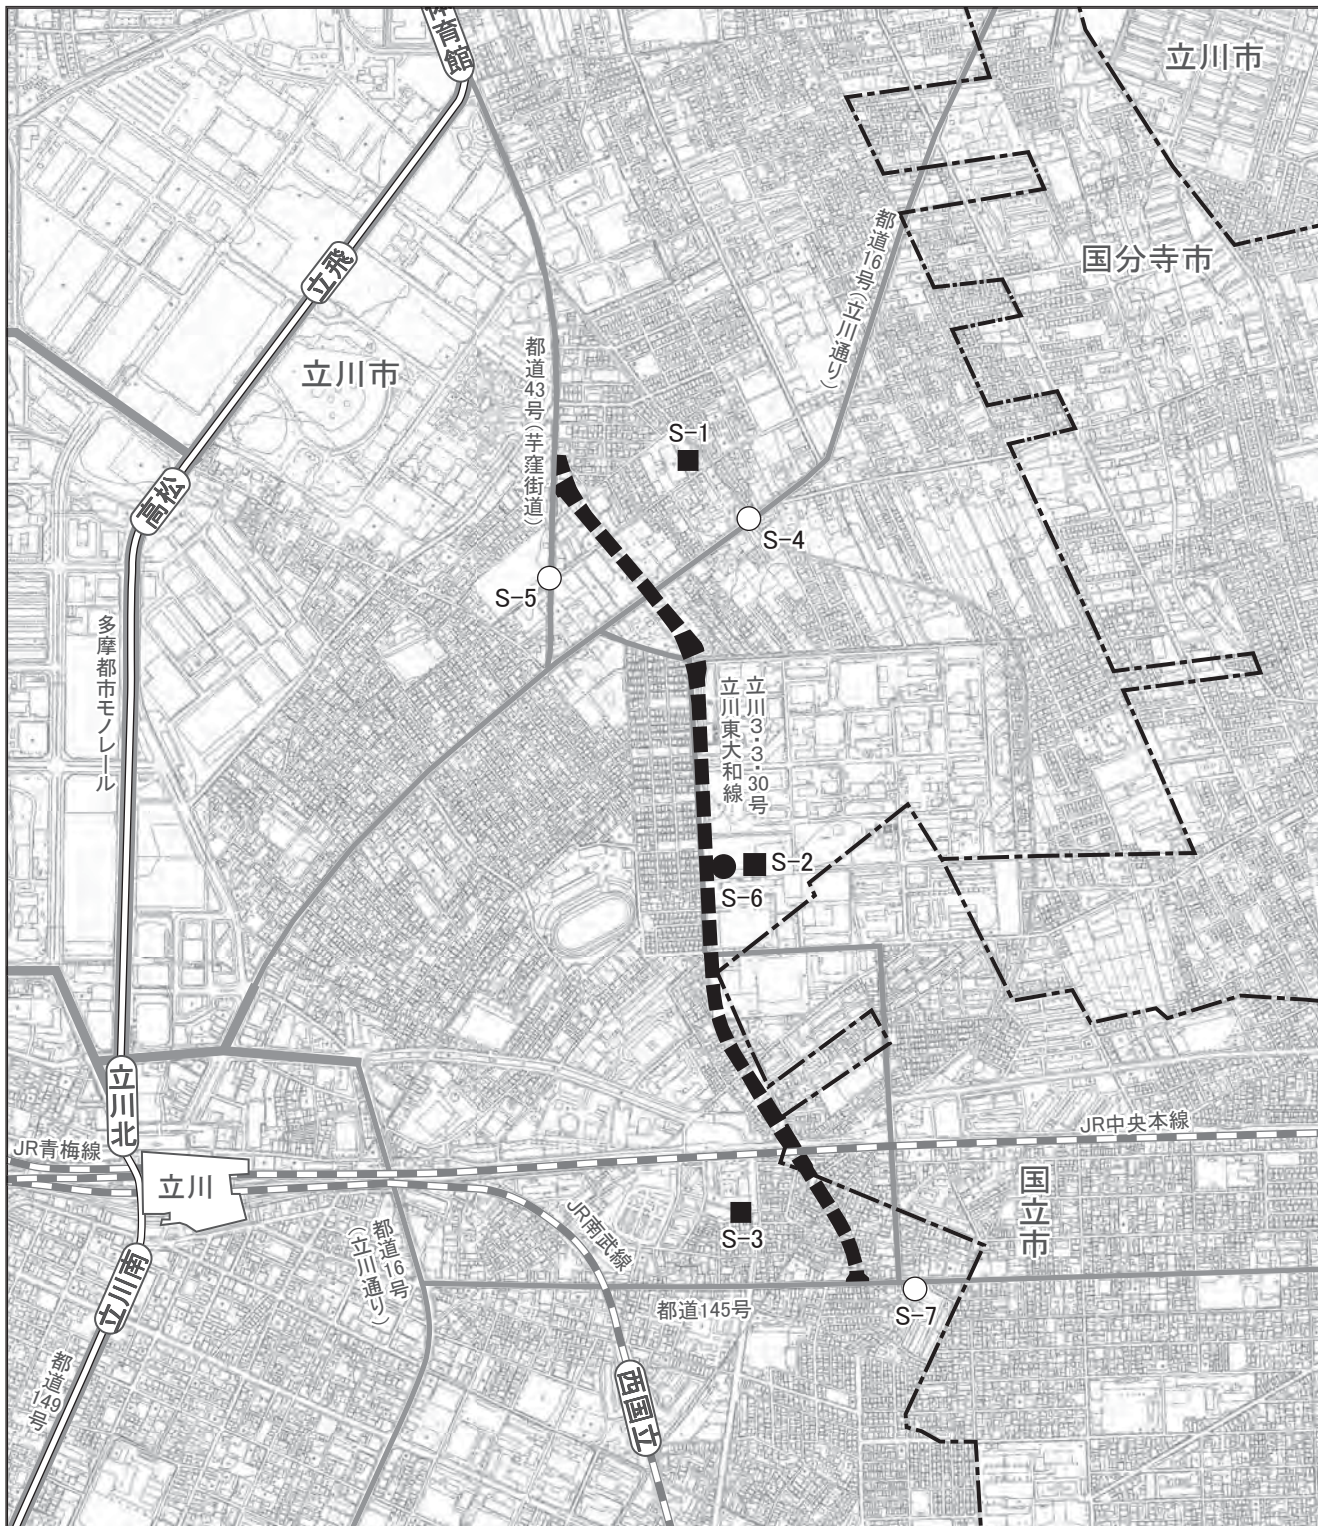 体育館
立川市
都道16号(立川通り)
国分寺市
立飛
立川市
都道43号(芋窪街道)
S-1
高松
S-4
S-5
多摩都市モノレール
立川3・3・30号
立川東大和線
S-2
S-6
立川北
JR青梅線
JR中央本線
立川
国立市
S-3
JR南武線
都道16号
(立川通り)
立川南
都道145号
S-7
都道149号
西国立